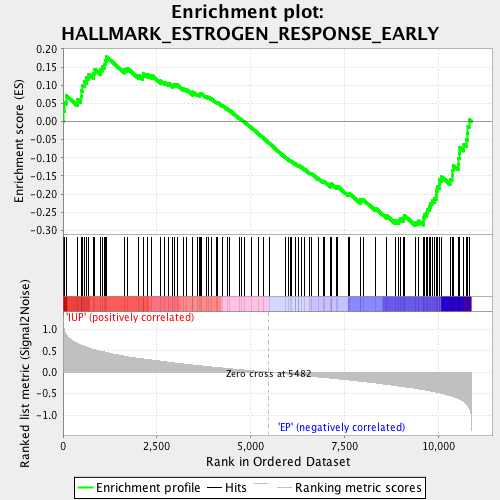 Enrichment plot:
HALLMARK_ESTROGEN_RESPONSE_EARLY
Enrichment score (ES)
0.20
0.15
0.10
0.05
0.00
-0.05
-0.10
-0.15
-0.20
-0.25
-0.30
Ranked list metric (Signal2Noise)
1.0
0.5
0.0
-0.5
-1.0
'IUP' (positively correlated)
Zero cross at 5482
'EP' (negatively correlated)
0
2,500
5,000
7,500
10,000
Rank in Ordered Dataset
Enrichment profile
Hits
Ranking metric scores